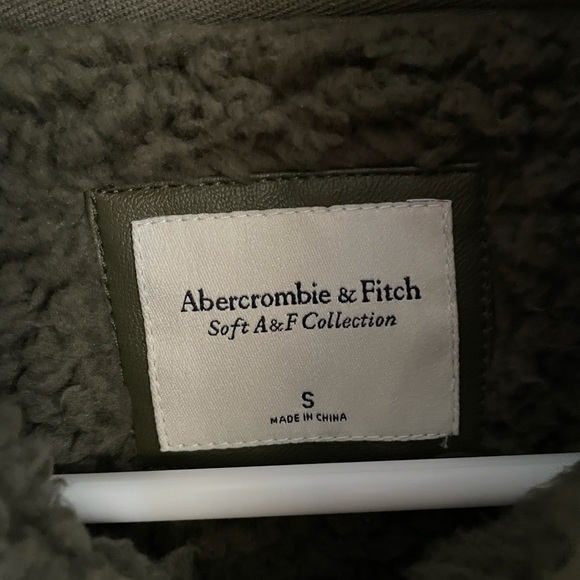 Abercrombie & Fitch
Soft A&F Collection
S
MADE IN CHINA